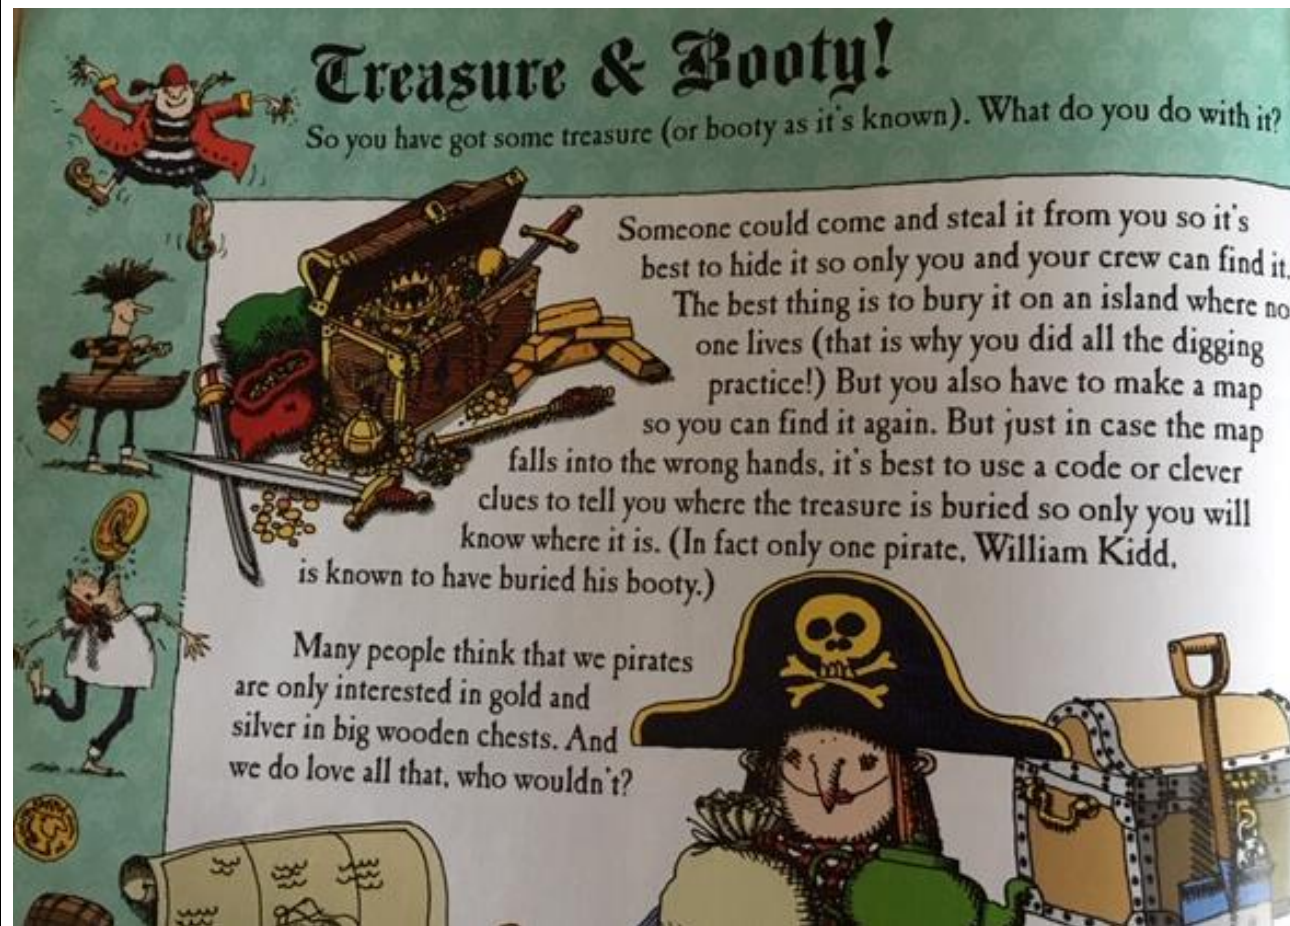 Treasure & Booty!
So you have got some treasure (or booty as it's known). What do you do with it?
Someone could come and steal it from you so it's
best to hide it so only you and your crew can find it.
The best thing is to bury it on an island where no
one lives (that is why you did all the digging
practice!) But you also have to make a map
so you can find it again. But just in case the map
falls into the wrong hands, it's best to use a code or clever
clues to tell you where the treasure is buried so only you will
know where it is. (In fact only one pirate, William Kidd,
is known to have buried his booty.)
Many people think that we pirates
are only interested in gold and
silver in big wooden chests. And
we do love all that, who wouldn't?